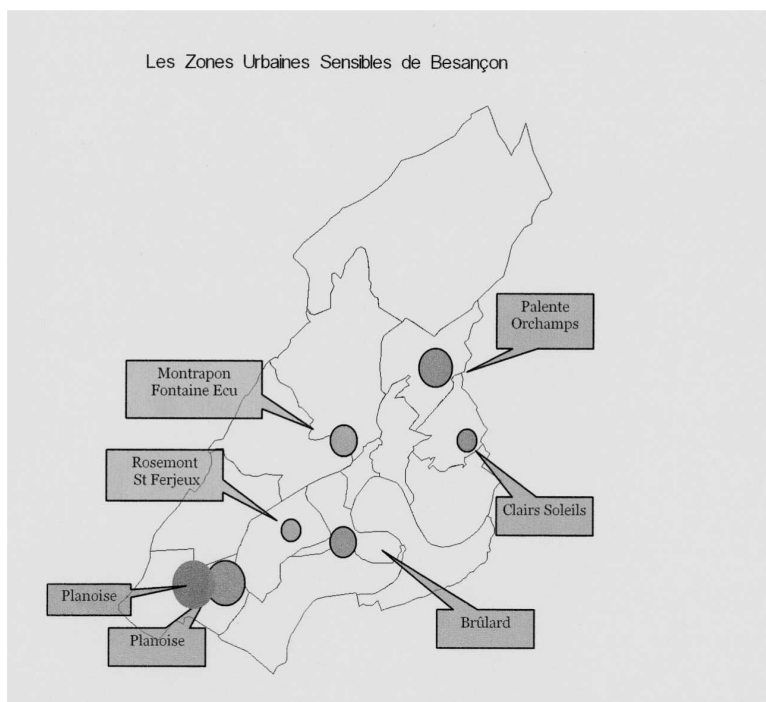 Les Zones Urbaines Sensibles de Besançon
Palente
Orchamps
Montrapon
Fontaine Ecu
Rosemont
St Ferjeux
Clairs Soleils
Planoise
Brûlard
Planoise